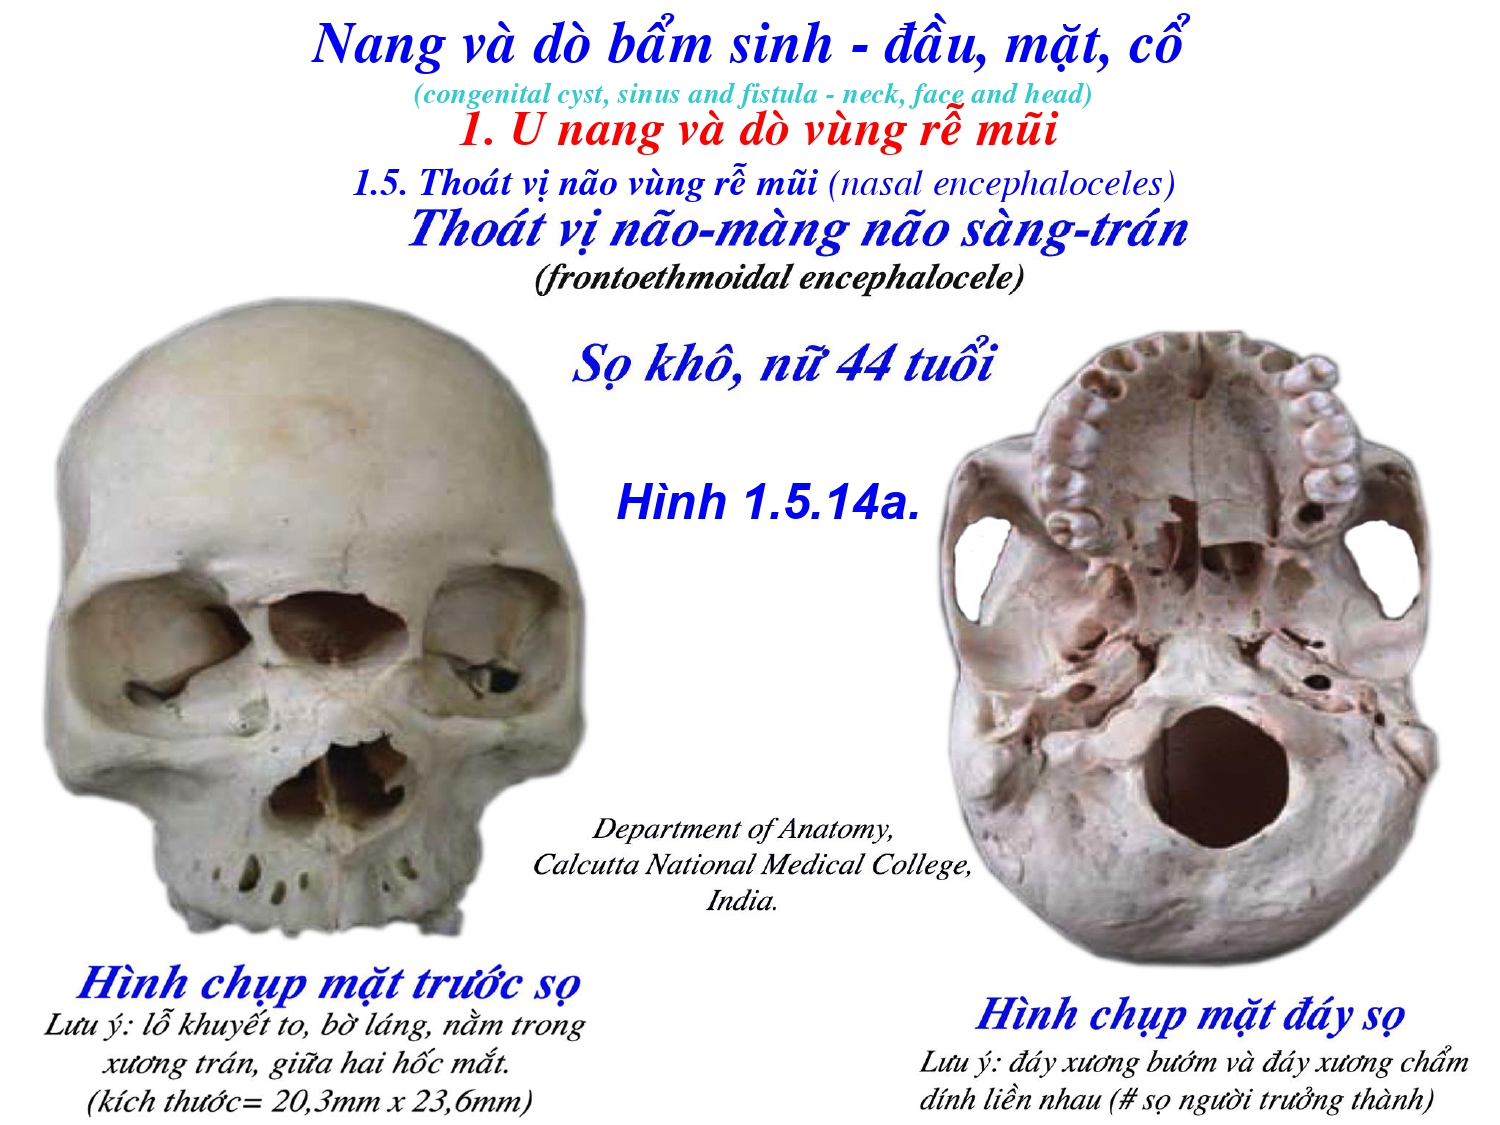 Nang và dò bẩm sinh - đầu, mặt, cổ
(congenital cyst, sinus and fistula - neck, face and head)
1. U nang và dò vùng rễ mũi
1.5. Thoát vị não vùng rễ mũi (nasal encephaloceles)
Thoát vị não-màng não sàng-trán
(frontoethmoidal encephalocele)
Sọ khô, nữ 44 tuổi
Hình 1.5.14a.
Department of Anatomy,
Calcutta National Medical College,
India.
Hình chụp mặt trước sọ
Lưu ý: lỗ khuyết to, bờ láng, nằm trong
xương trán, giữa hai hốc mắt.
(kích thước= 20,3mm x 23,6mm)
Hình chụp mặt đáy sọ
Lưu ý: đáy xương bướm và đáy xương chẩm
dính liền nhau (# sọ người trưởng thành)